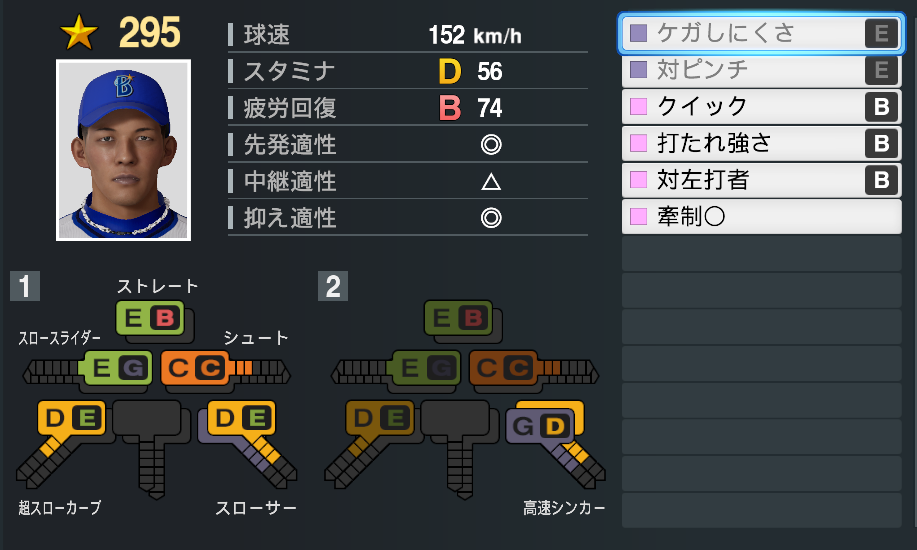 295
球速 152 km/h
スタミナ D 56
疲労回復 B 74
先発適性 ◎
中継適性 △
抑え適性 ◎
ケガしにくさ E
対ピンチ E
クイック B
打たれ強さ B
対左打者 B
牽制〇
B
1
ストレート
E B
スロースライダー
シュート
E G
C C
D E
D E
超スローカーブ
スローサー
2
E B
E G
C C
D E
G D
高速シンカー